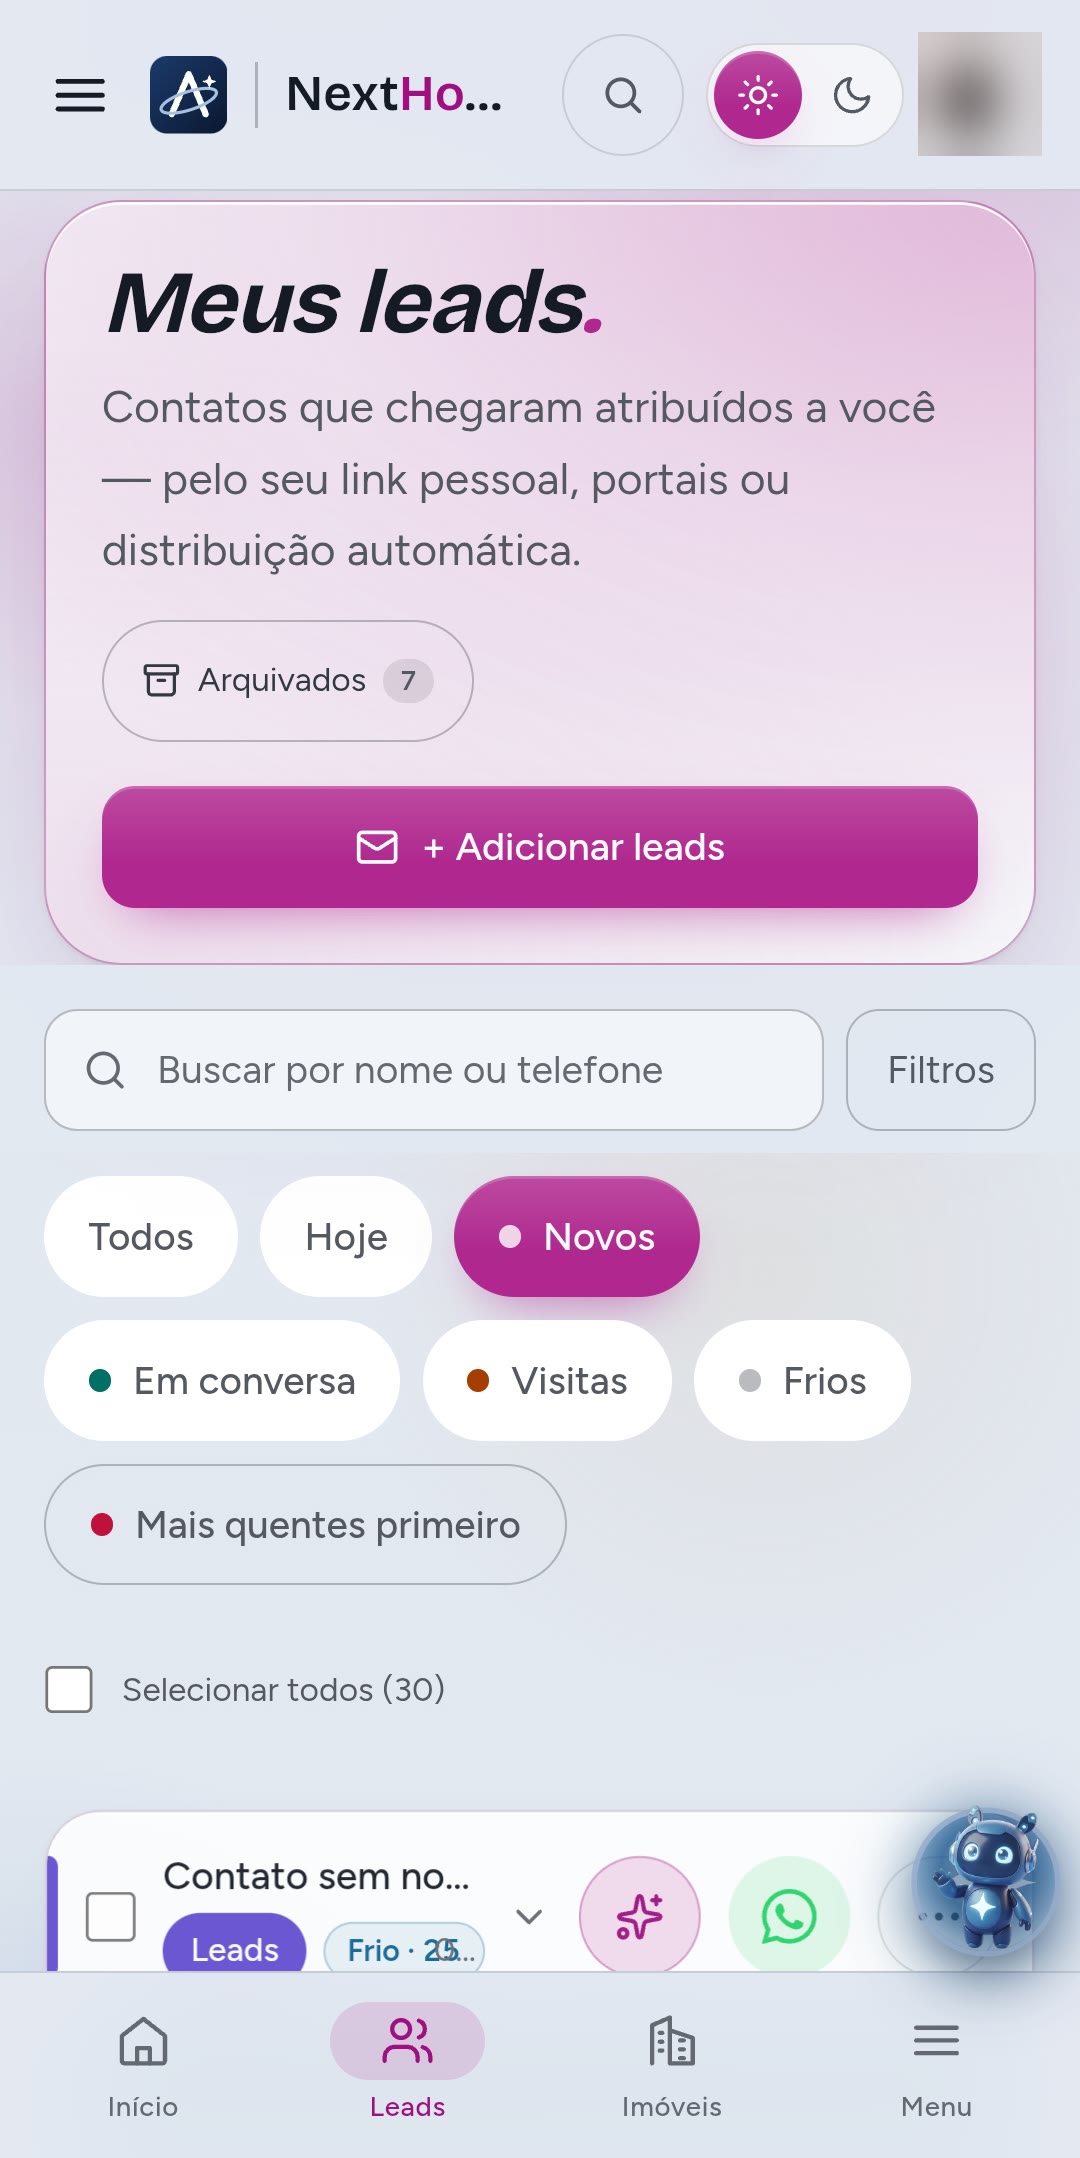 NextHo...
Meus leads.
Contatos que chegaram atribuídos a você
— pelo seu link pessoal, portais ou
distribuição automática.
Arquivados 7
+ Adicionar leads
Buscar por nome ou telefone
Filtros
Todos
Hoje
Novos
Em conversa
Visitas
Frios
Mais quentes primeiro
Selecionar todos (30)
Contato sem no...
Leads
Frio ·
Início
Leads
Imóveis
Menu